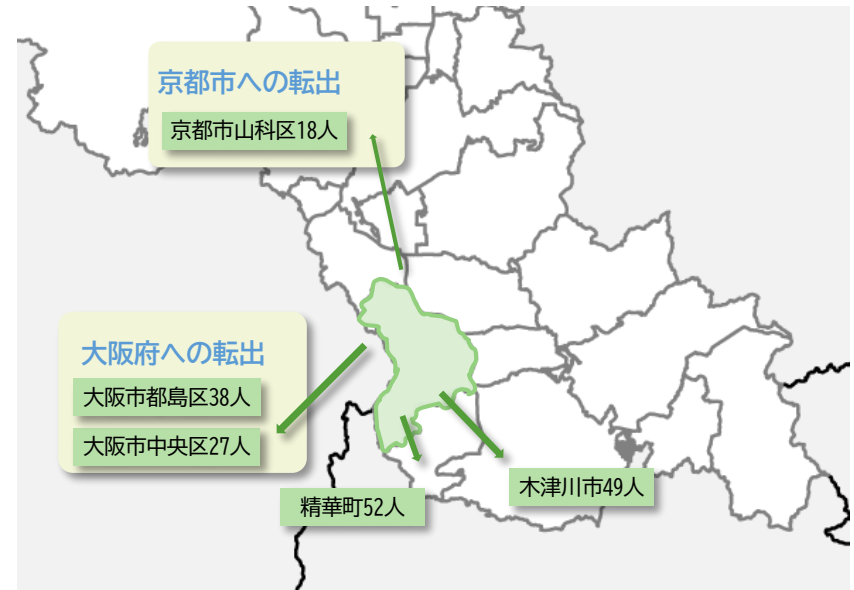 京都市への転出
京都市山科区18人
大阪府への転出
大阪市都島区38人
大阪市中央区27人
精華町52人
木津川市49人